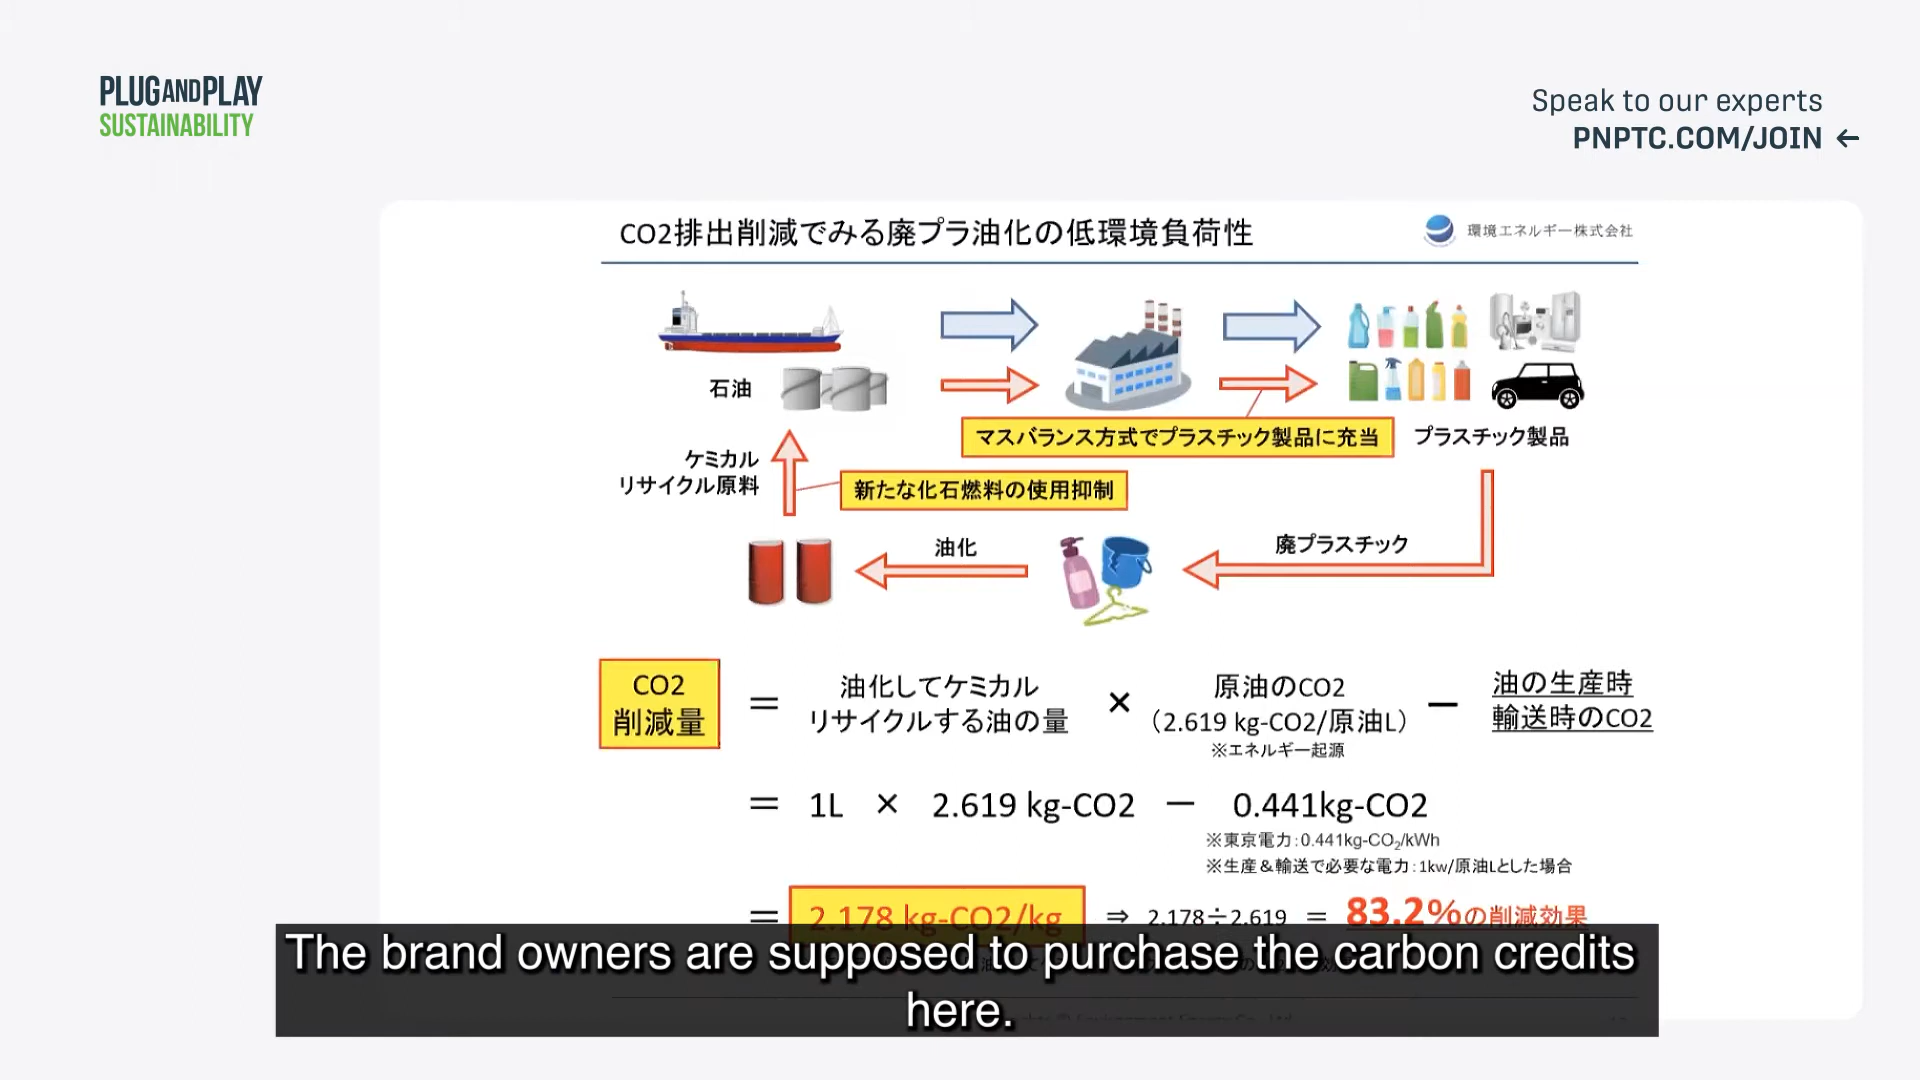 PLUGANDPLAY
SUSTAINABILITY
Speak to our experts
PNPTC.COM/JOIN ←
CO2排出削減でみる廃プラ油化の低環境負荷性
環境エネルギー株式会社
石油
マスバランス方式でプラスチック製品に充当
プラスチック製品
ケミカル
リサイクル原料
新たな化石燃料の使用抑制
油化
廃プラスチック
CO2
削減量
=
油化してケミカル
リサイクルする油の量
×
原油のCO2
（2.619 kg-CO2/原油L）
※エネルギー起源
−
油の生産時
輸送時のCO2
= 1L × 2.619 kg-CO2 − 0.441kg-CO2
※東京電力：0.441kg-CO₂/kWh
※生産＆輸送で必要な電力：1kw/原油Lとした場合
= 2.178 kg-CO2/kg ⇒ 2.178÷2.619 = 83.2%の削減効果
The brand owners are supposed to purchase the carbon credits
here.